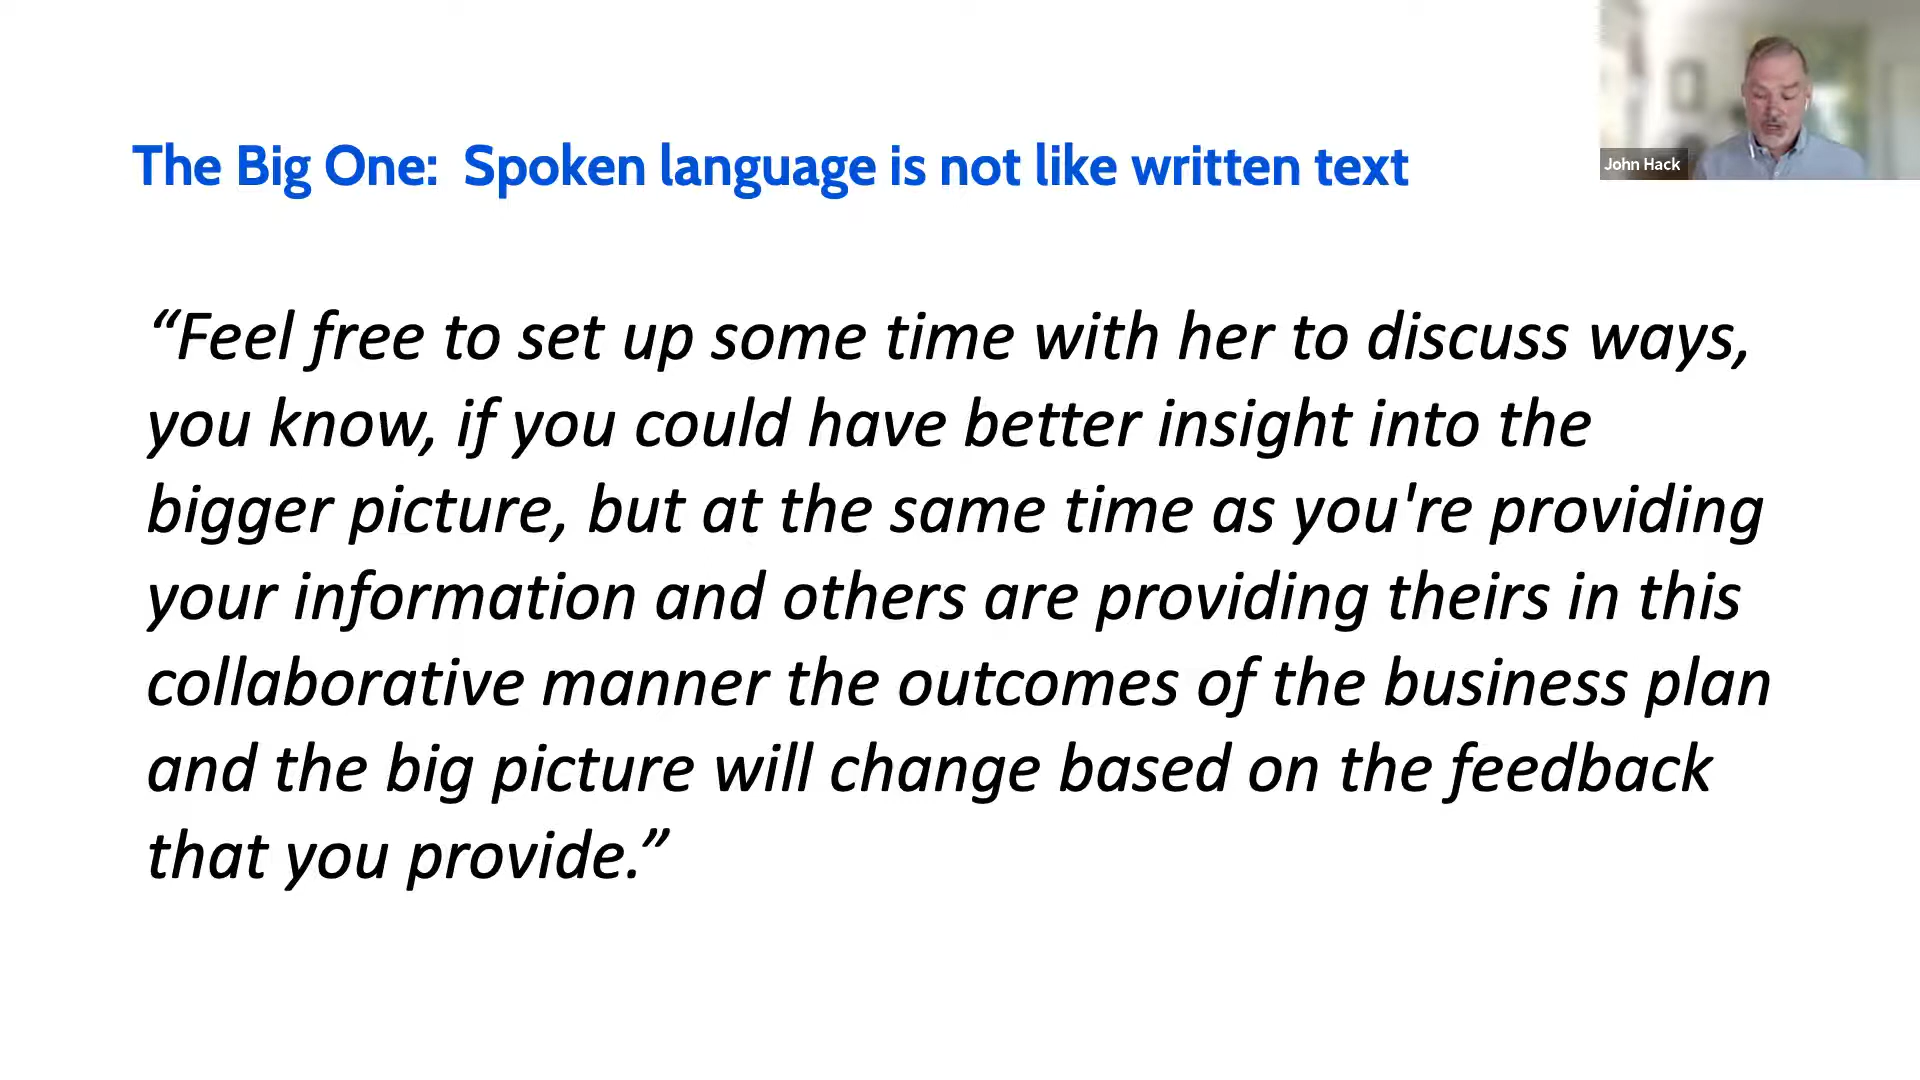 The Big One:  Spoken language is not like written text
John Hack
“Feel free to set up some time with her to discuss ways,
you know, if you could have better insight into the
bigger picture, but at the same time as you're providing
your information and others are providing theirs in this
collaborative manner the outcomes of the business plan
and the big picture will change based on the feedback
that you provide.”